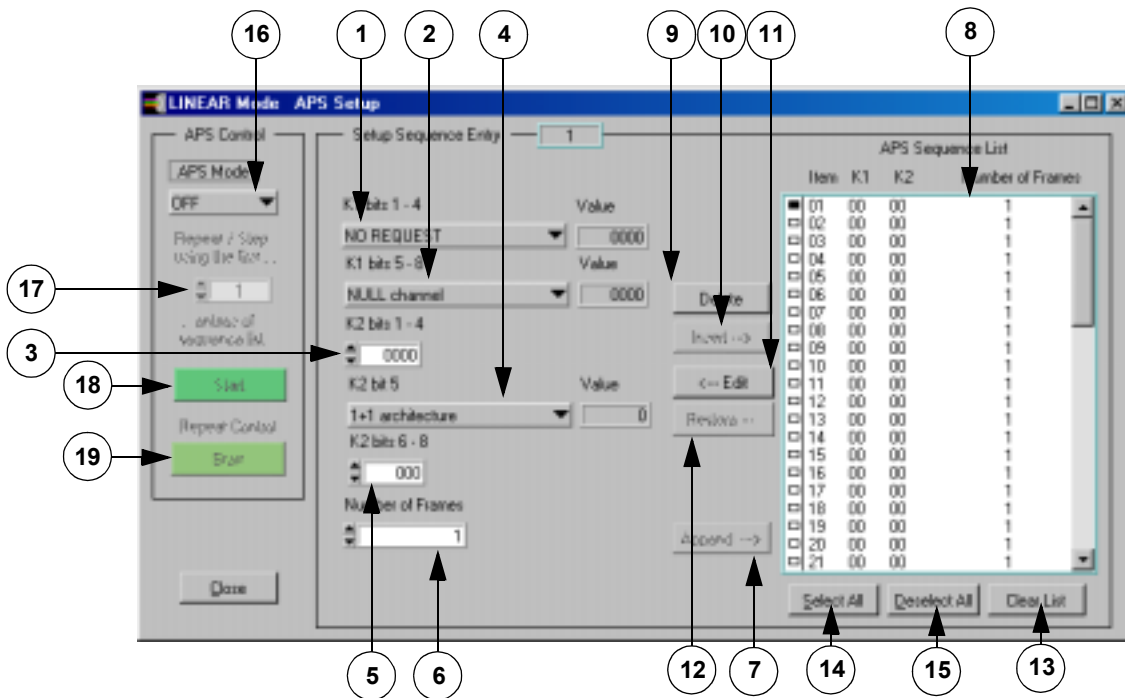 16 1 2 4 9 10 11 8
LINEAR Mode APS Setup
APS Control
APS Mode
OFF
Repeat / Step
using the first . . .
17
1
. . . entries of
sequence list
3
18
Start
Repeat Control
19
Start
Close
Setup Sequence Entry 1
K1 bits 1 - 4 Value
NO REQUEST 0000
K1 bits 5 - 8 Value
NULL channel 0000
K2 bits 1 - 4
0000
K2 bit 5 Value
1+1 architecture 0
K2 bits 6 - 8
000
Number of Frames
1
Delete
Insert -->
<-- Edit
Restore --
Append -->
APS Sequence List
Item K1 K2 Number of Frames
01 00 00 1
02 00 00 1
03 00 00 1
04 00 00 1
05 00 00 1
06 00 00 1
07 00 00 1
08 00 00 1
09 00 00 1
10 00 00 1
11 00 00 1
12 00 00 1
13 00 00 1
14 00 00 1
15 00 00 1
16 00 00 1
17 00 00 1
18 00 00 1
19 00 00 1
20 00 00 1
21 00 00 1
Select All Deselect All Clear List
5 6 12 7 14 15 13